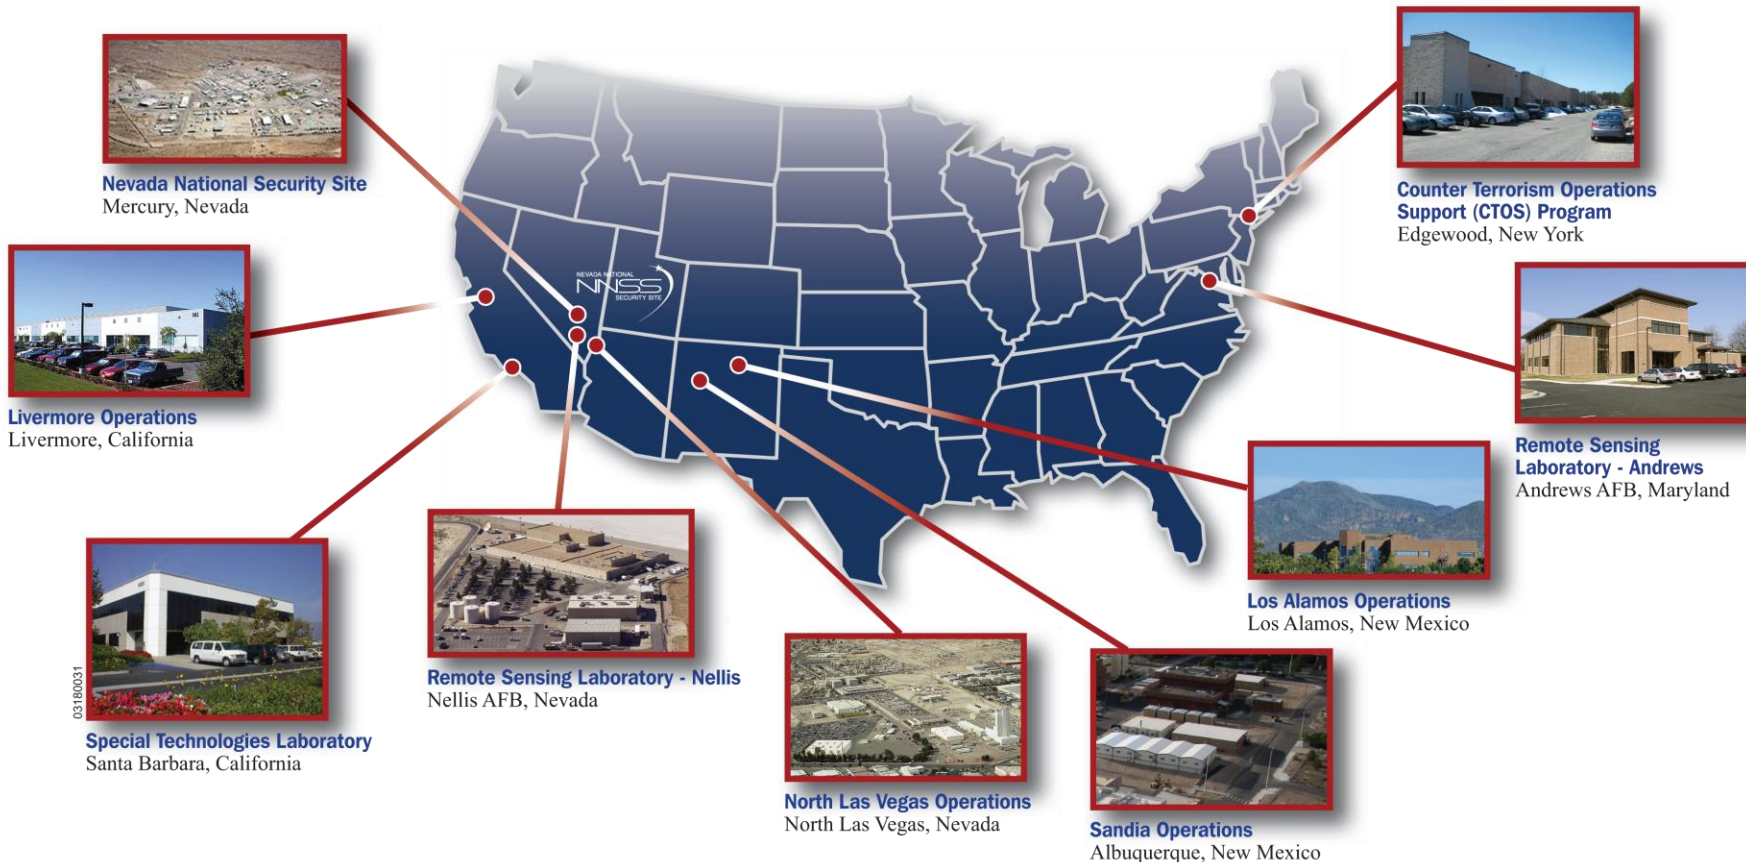 Nevada National Security Site
Mercury, Nevada
Livermore Operations
Livermore, California
03180031
Special Technologies Laboratory
Santa Barbara, California
NEVADA NATIONAL
NNSS
SECURITY SITE
Remote Sensing Laboratory - Nellis
Nellis AFB, Nevada
North Las Vegas Operations
North Las Vegas, Nevada
Sandia Operations
Albuquerque, New Mexico
Los Alamos Operations
Los Alamos, New Mexico
Counter Terrorism Operations
Support (CTOS) Program
Edgewood, New York
Remote Sensing
Laboratory - Andrews
Andrews AFB, Maryland